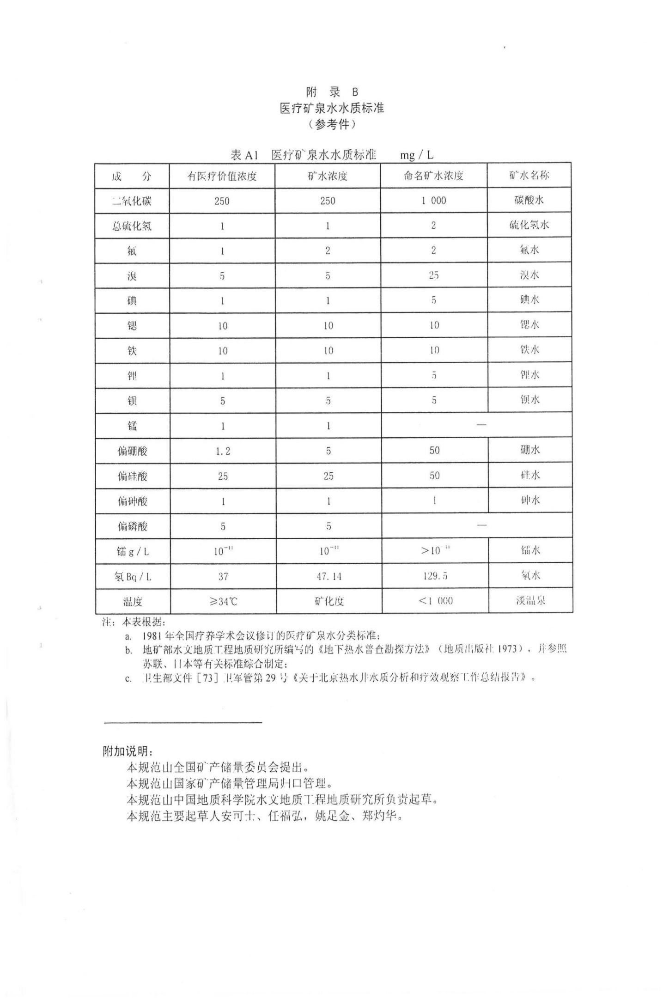 附 录 B
医疗矿泉水水质标准
（参考件）
表 A1 医疗矿泉水水质标准 mg / L
成 分 有医疗价值浓度 矿水浓度 命名矿水浓度 矿水名称
二氧化碳 250 250 1 000 碳酸水
总硫化氢 1 1 2 硫化氢水
氟 1 2 2 氟水
溴 5 5 25 溴水
碘 1 1 5 碘水
锶 10 10 10 锶水
铁 10 10 10 铁水
锂 1 1 5 锂水
钡 5 5 5 钡水
锰 1 1 —
偏硼酸 1.2 5 50 硼水
偏硅酸 25 25 50 硅水
偏砷酸 1 1 1 砷水
偏磷酸 5 5 —
镭 g / L 10⁻¹¹ 10⁻¹¹ >10⁻¹¹ 镭水
氡 Bq / L 37 47.14 129.5 氡水
温度 ≥34℃ 矿化度 <1 000 淡温泉
注：本表根据：
a. 1981 年全国疗养学术会议修订的医疗矿泉水分类标准；
b. 地矿部水文地质工程地质研究所编写的《地下热水普查勘探方法》（地质出版社 1973），并参照
苏联、日本等有关标准综合制定；
c. 卫生部文件［73］卫军管第 29 号《关于北京热水井水质分析和疗效观察工作总结报告》。
附加说明：
本规范由全国矿产储量委员会提出。
本规范由国家矿产储量管理局归口管理。
本规范由中国地质科学院水文地质工程地质研究所负责起草。
本规范主要起草人安可士、任福弘，姚足金、郑灼华。